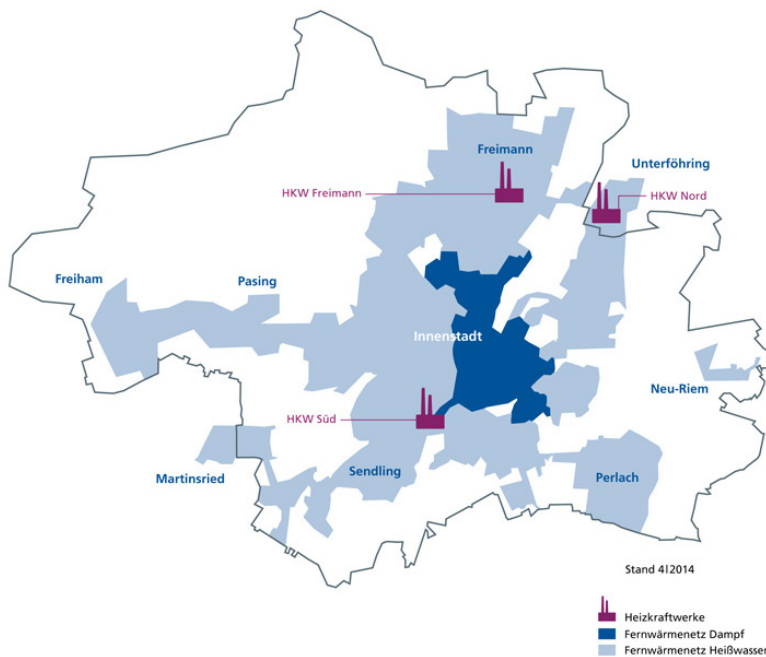 Freimann
Unterföhring
HKW Freimann
HKW Nord
Freiham
Pasing
Innenstadt
Neu-Riem
HKW Süd
Martinsried
Sendling
Perlach
Stand 4|2014
Heizkraftwerke
Fernwärmenetz Dampf
Fernwärmenetz Heißwasser